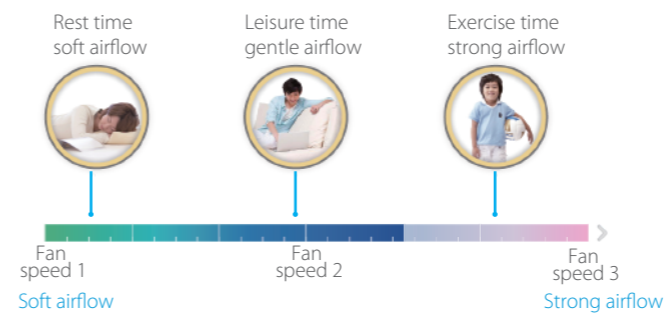 Rest time
soft airflow
Leisure time
gentle airflow
Exercise time
strong airflow
Fan
speed 1
Fan
speed 2
Fan
speed 3
Soft airflow
Strong airflow